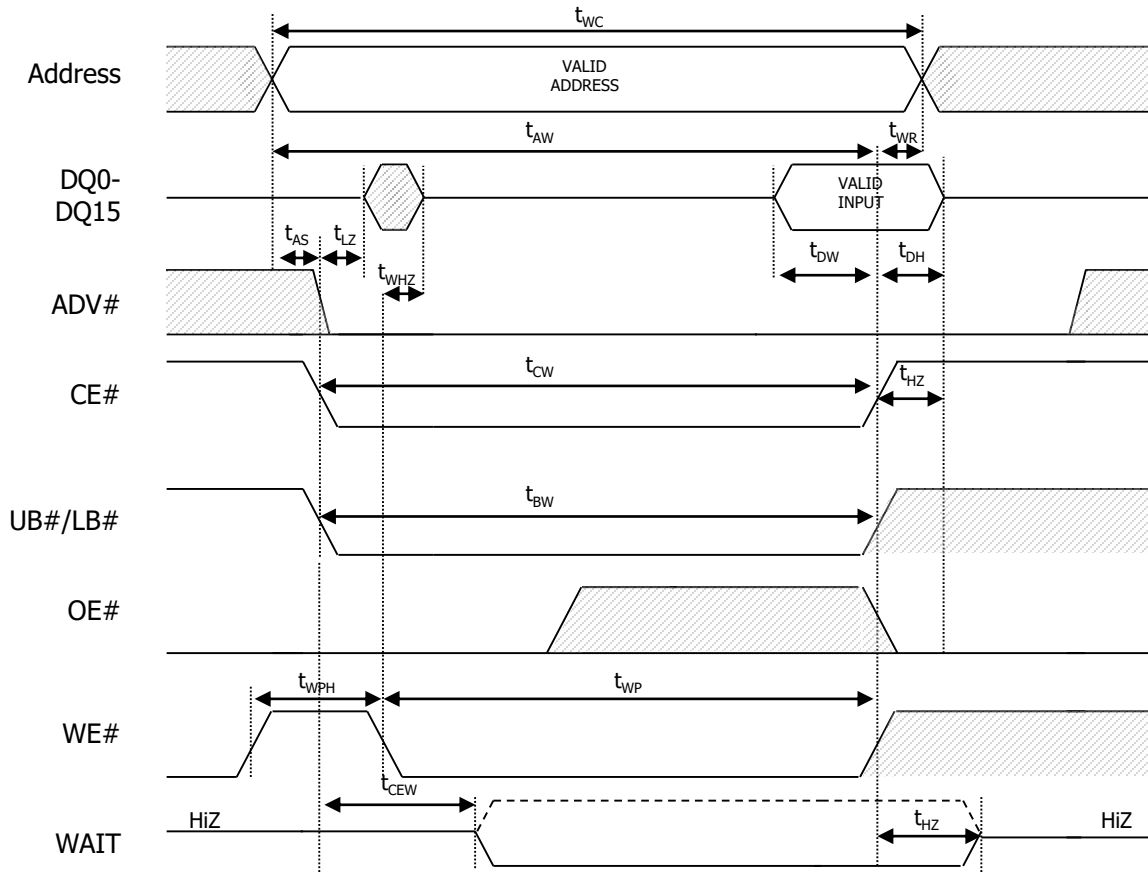 tWC
Address
VALID
ADDRESS
tAW
tWR
DQ0-
DQ15
VALID
INPUT
tAS
tLZ
tWHZ
tDW
tDH
ADV#
tCW
tHZ
CE#
tBW
UB#/LB#
OE#
tWPH
tWP
WE#
tCEW
HiZ
tHZ
HiZ
WAIT